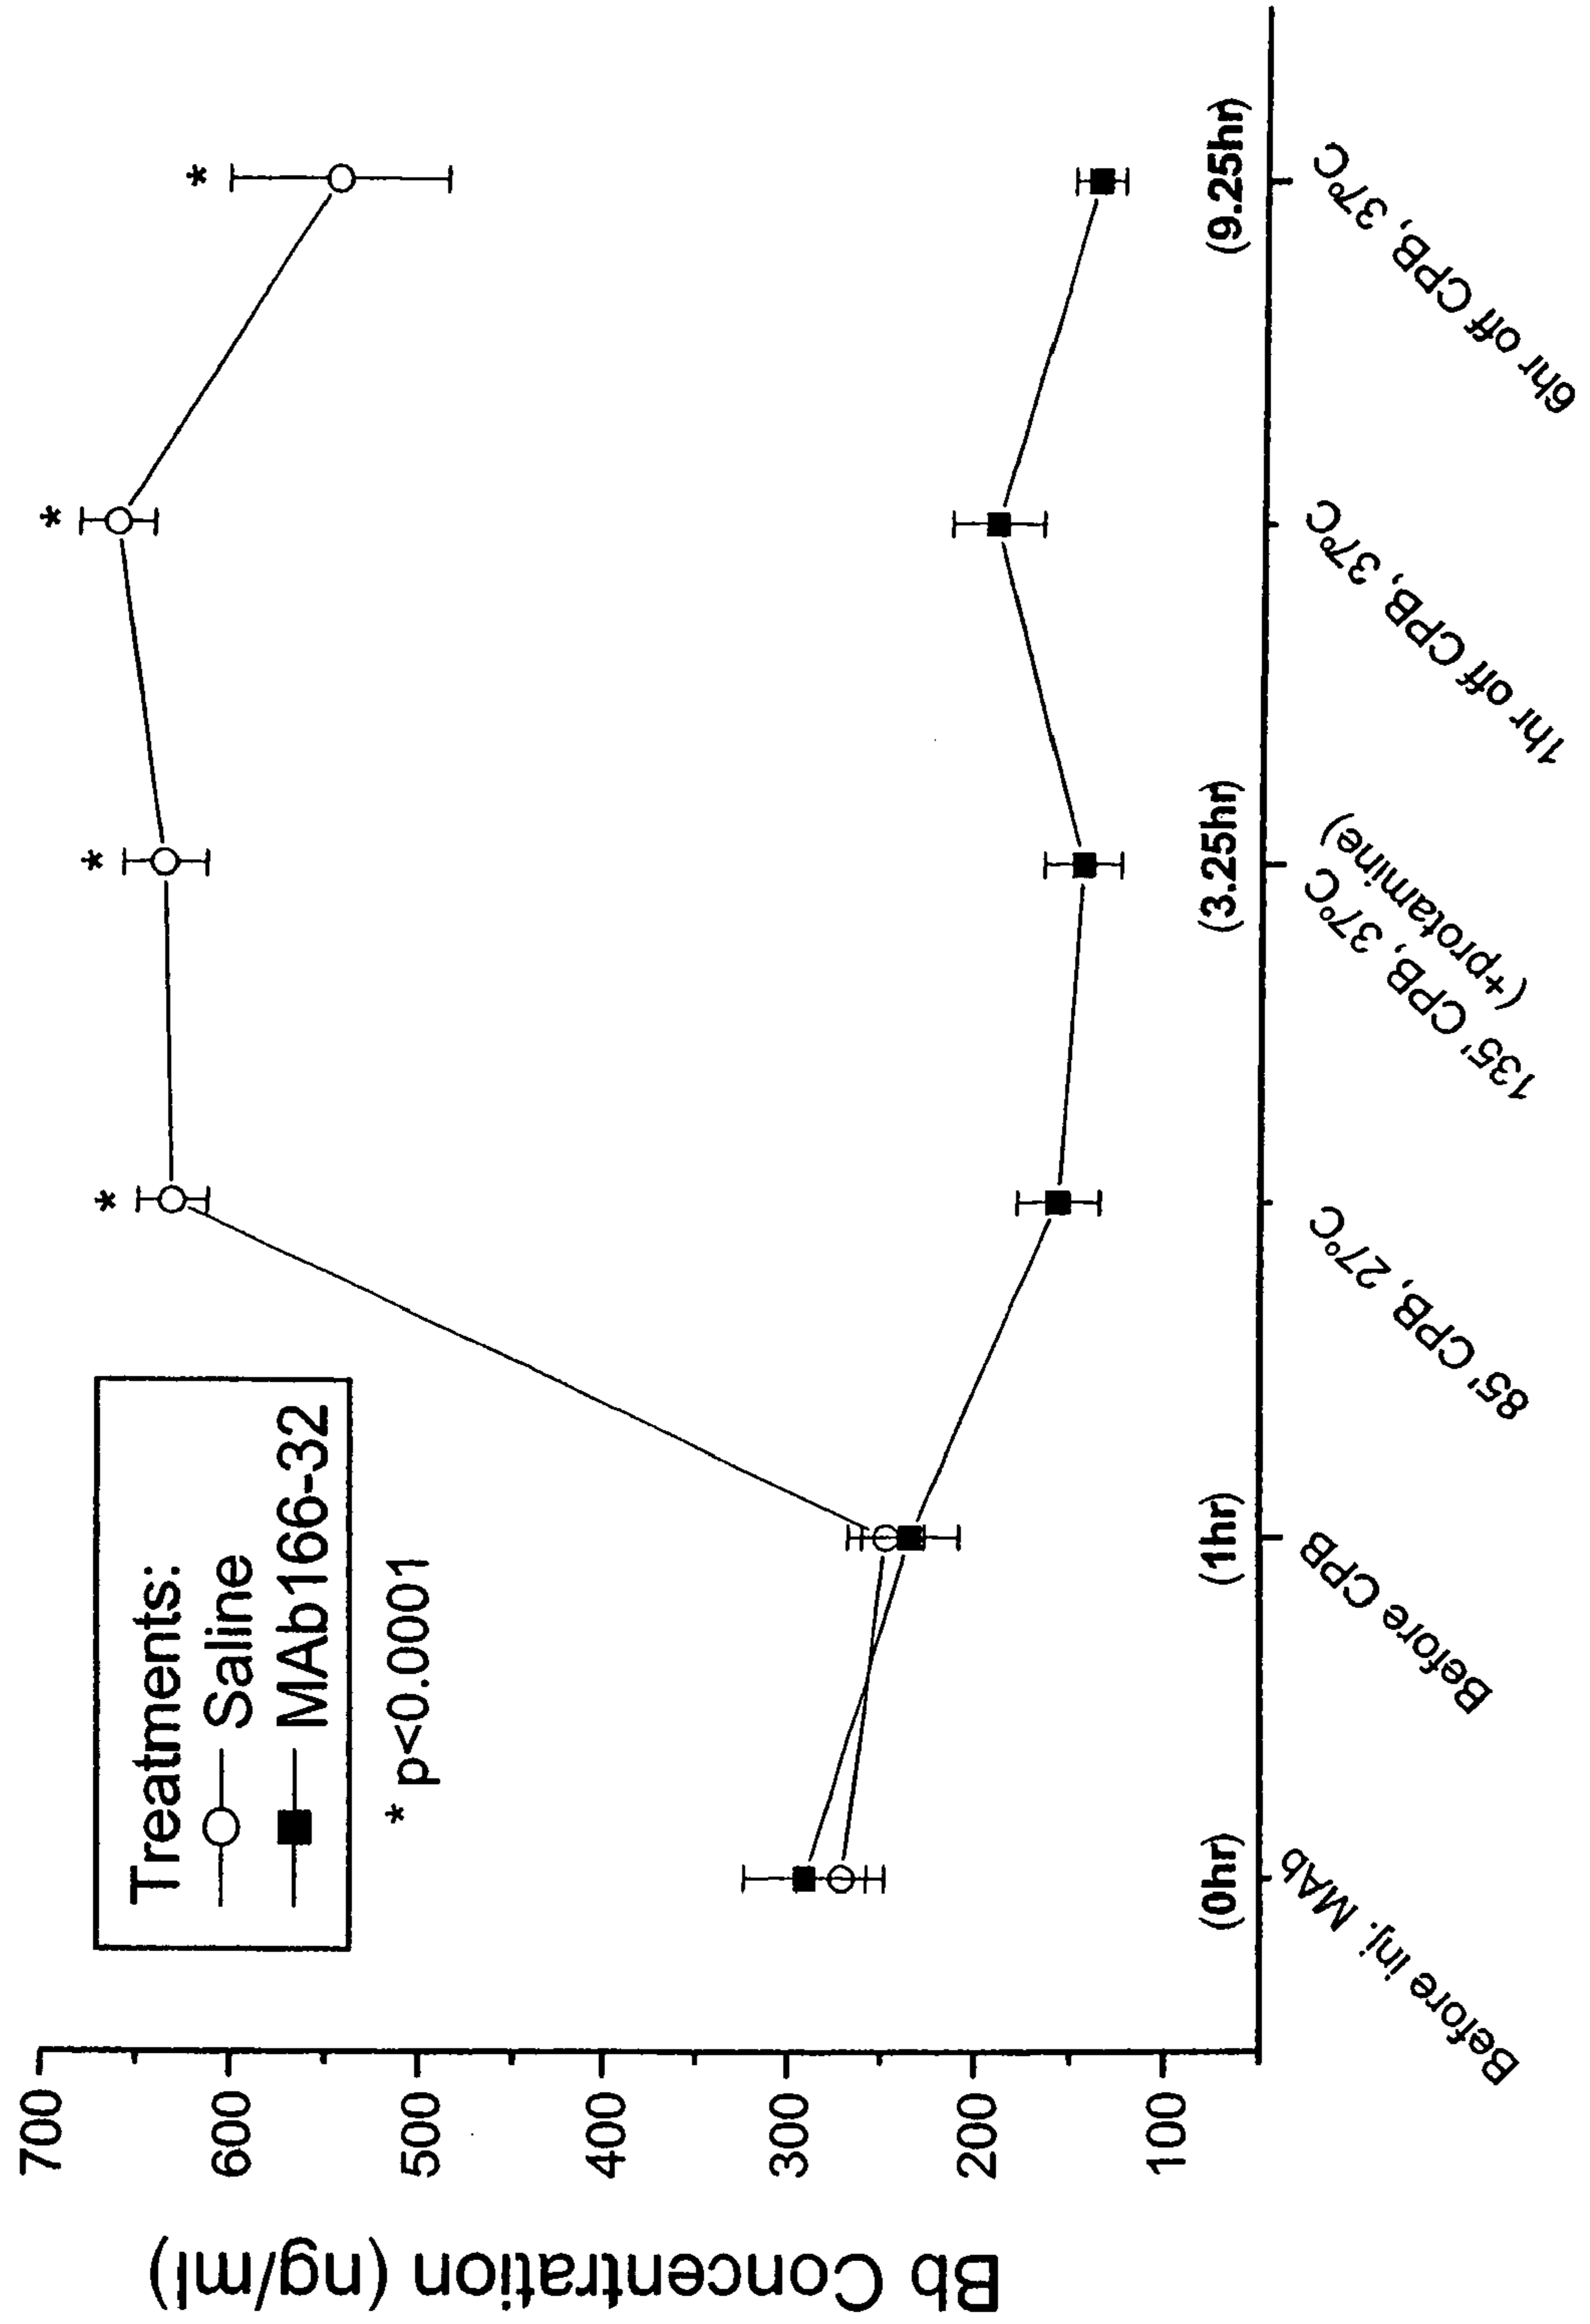 Bb Concentration (ng/ml)
700
600
500
400
300
200
100
Treatments:
Saline
MAb166-32
* p<0.0001
*
*
*
*
(0hr)
(1hr)
(3.25hr)
(9.25hr)
Before inj. MAb
Before CPB
85' CPB, 27°C
135' CPB, 37°C
(+protamine)
1hr off CPB, 37°C
6hr off CPB, 37°C